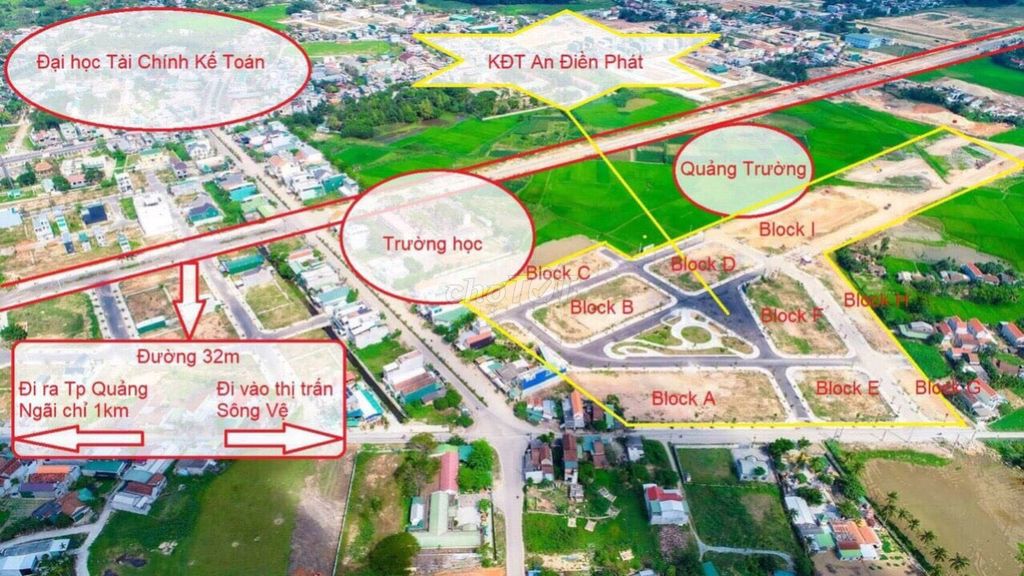 Đại học Tài Chính Kế Toán
KĐT An Điền Phát
Quảng Trường
Trường học
Block I
Block C
Block D
Block B
Block H
Block F
Đường 32m
Đi ra Tp Quảng
Ngãi chỉ 1km
Đi vào thị trấn
Sông Vệ
Block A
Block E
Block G
chợTỐT